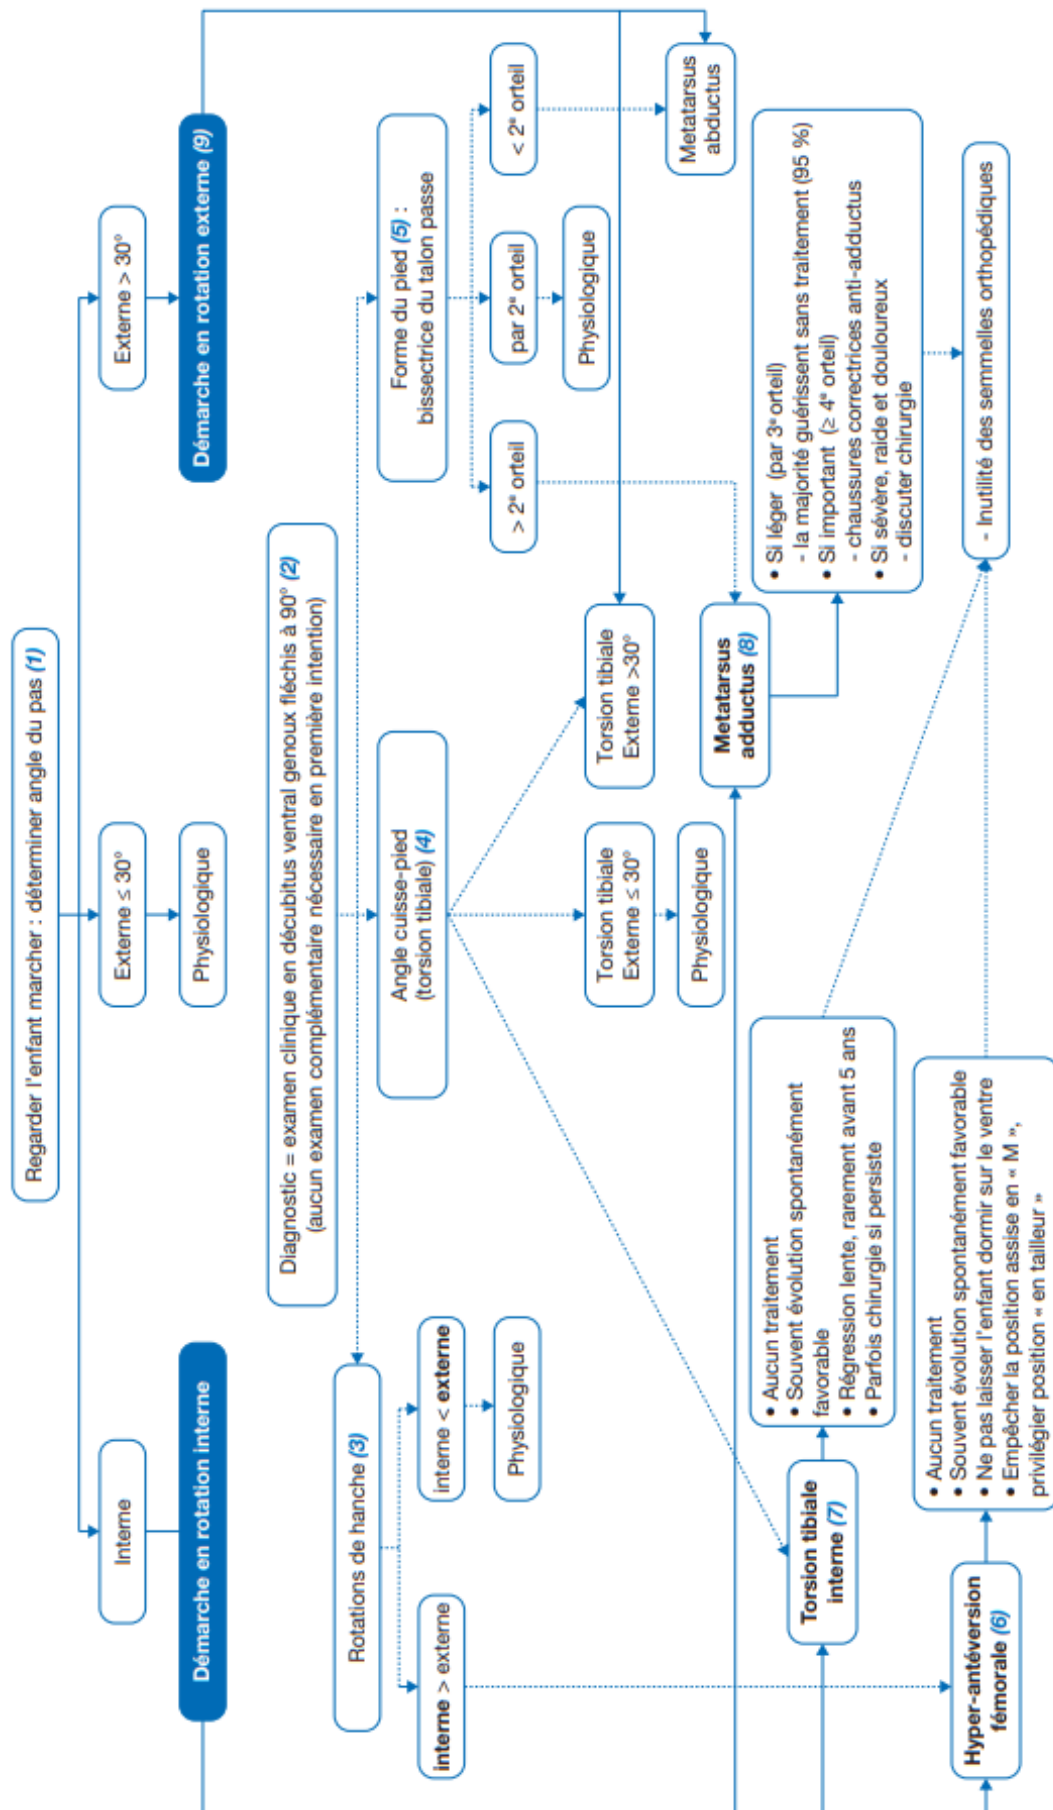 Regarder l'enfant marcher : déterminer angle du pas (1)
Interne
Externe ≤ 30°
Externe > 30°
Démarche en rotation interne
Physiologique
Démarche en rotation externe (9)
Diagnostic = examen clinique en décubitus ventral genoux fléchis à 90° (2)
(aucun examen complémentaire nécessaire en première intention)
Rotations de hanche (3)
Angle cuisse-pied
(torsion tibiale) (4)
Forme du pied (5) :
bissectrice du talon passe
interne > externe
interne < externe
Physiologique
> 2e orteil
par 2e orteil
< 2e orteil
Physiologique
Torsion tibiale
Externe ≤ 30°
Torsion tibiale
Externe >30°
Physiologique
Metatarsus
abductus
Metatarsus
adductus (8)
• Si léger (par 3e orteil)
- la majorité guérissent sans traitement (95 %)
• Si important (≥ 4e orteil)
- chaussures correctrices anti-adductus
• Si sévère, raide et douloureux
- discuter chirurgie
Torsion tibiale
interne (7)
• Aucun traitement
• Souvent évolution spontanément
favorable
• Régression lente, rarement avant 5 ans
• Parfois chirurgie si persiste
Hyper-antéversion
fémorale (6)
• Aucun traitement
• Souvent évolution spontanément favorable
• Ne pas laisser l'enfant dormir sur le ventre
• Empêcher la position assise en « M »,
privilégier position « en tailleur »
- Inutilité des semmelles orthopédiques